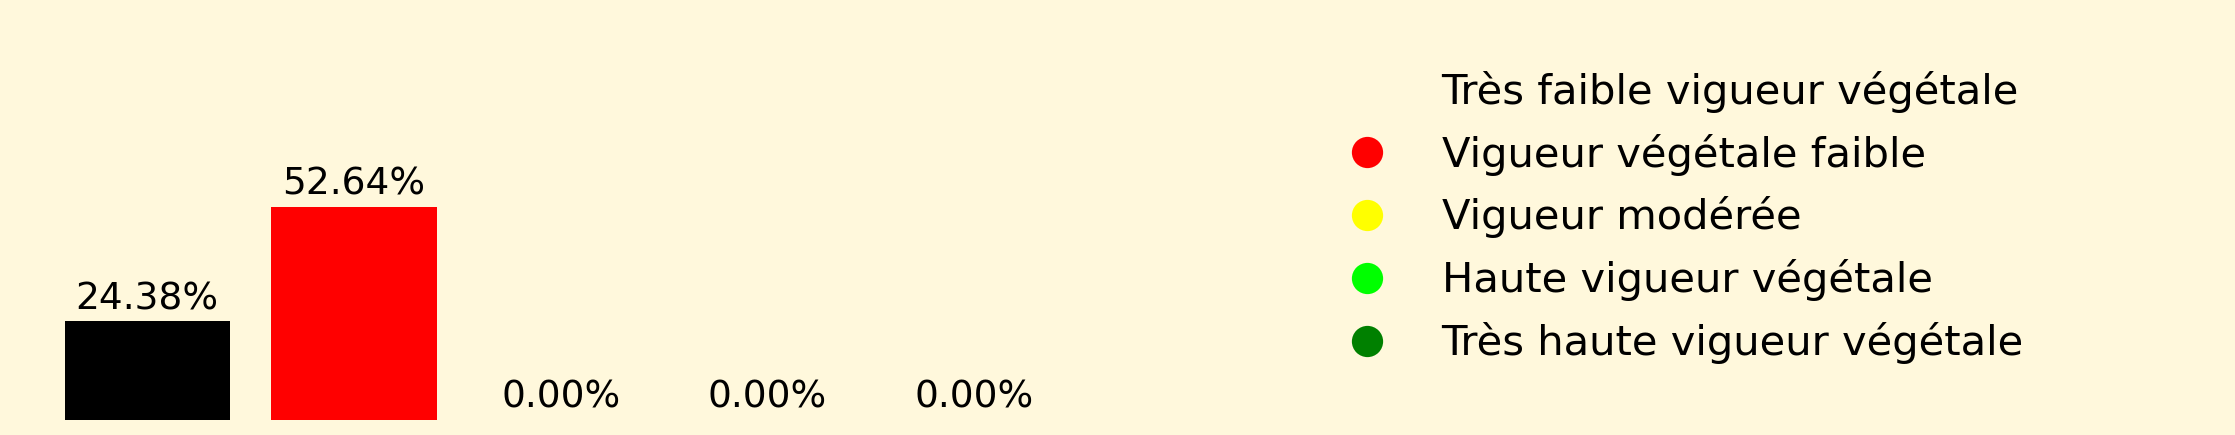 24.38%
52.64%
0.00%
0.00%
0.00%
Très faible vigueur végétale
Vigueur végétale faible
Vigueur modérée
Haute vigueur végétale
Très haute vigueur végétale